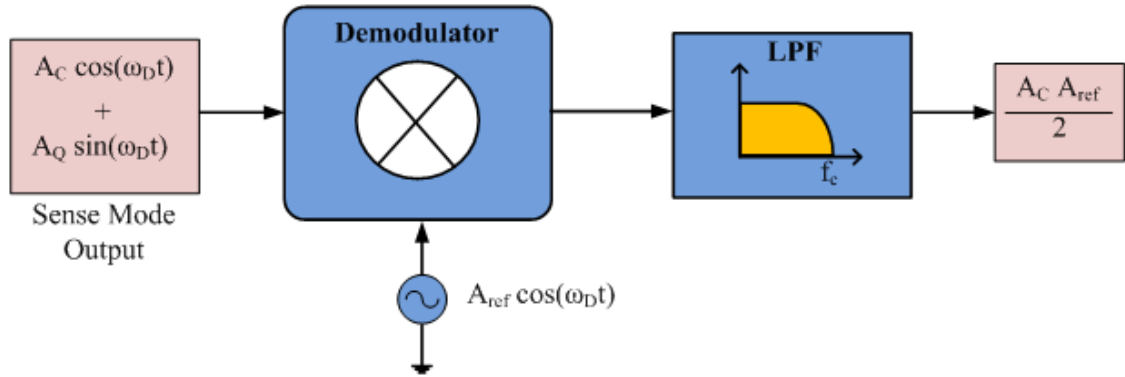 A_C cos(ω_Dt)
+
A_Q sin(ω_Dt)
Sense Mode
Output
Demodulator
A_ref cos(ω_Dt)
LPF
f_c
A_C A_ref
2